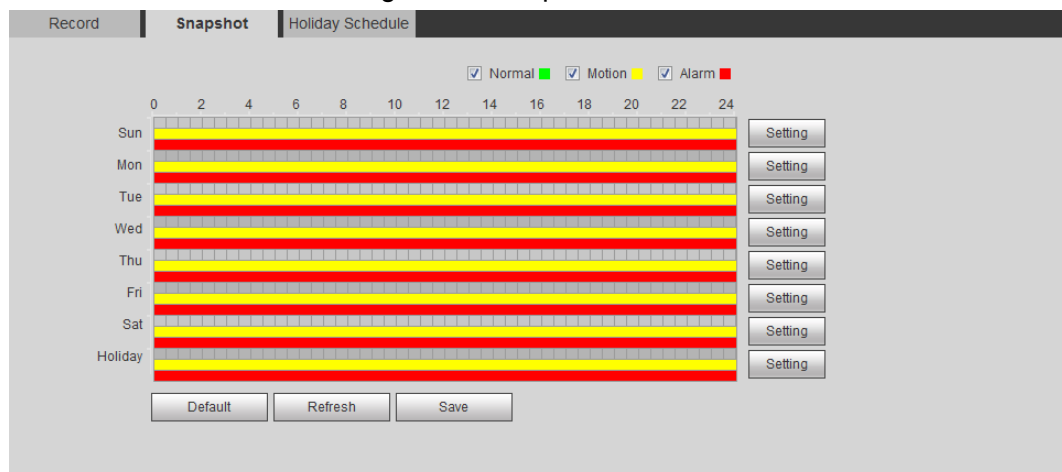 Record Snapshot Holiday Schedule
Normal Motion Alarm
0 2 4 6 8 10 12 14 16 18 20 22 24
Sun Setting
Mon Setting
Tue Setting
Wed Setting
Thu Setting
Fri Setting
Sat Setting
Holiday Setting
Default Refresh Save